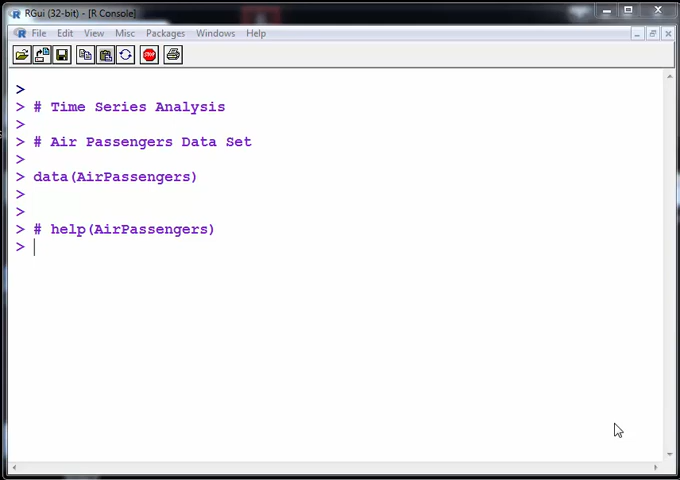 RGui (32-bit) - [R Console]
File Edit View Misc Packages Windows Help
STOP
>
> # Time Series Analysis
>
> # Air Passengers Data Set
>
> data(AirPassengers)
>
>
> # help(AirPassengers)
>